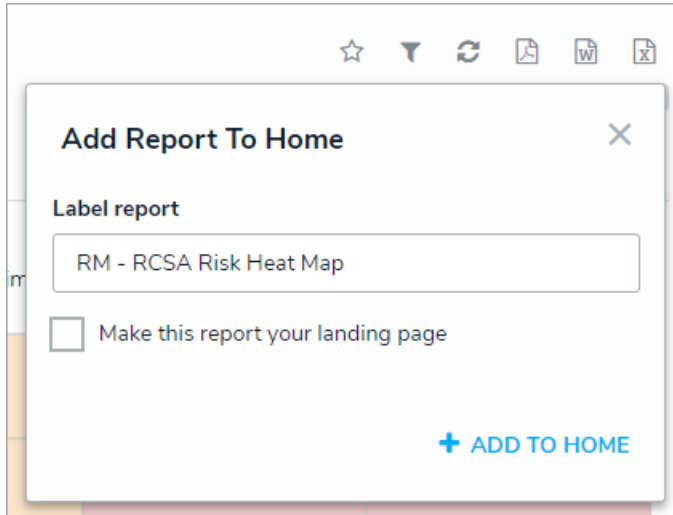 Add Report To Home
Label report
RM - RCSA Risk Heat Map
im
Make this report your landing page
+ ADD TO HOME